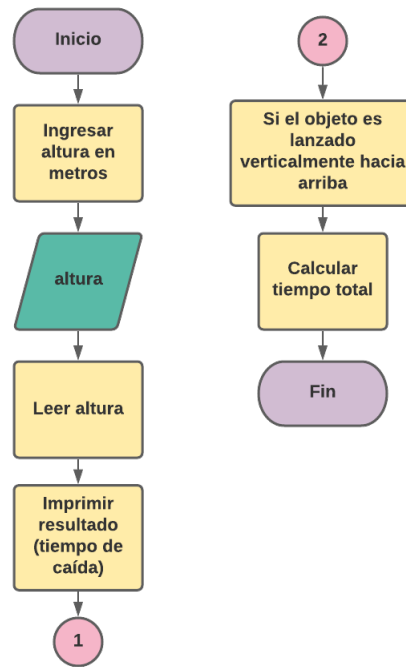 Inicio
Ingresar
altura en
metros
altura
Leer altura
Imprimir
resultado
(tiempo de
caída)
1
2
Si el objeto es
lanzado
verticalmente hacia
arriba
Calcular
tiempo total
Fin